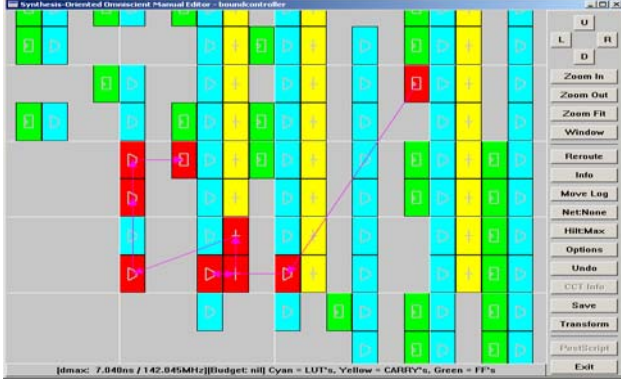 Synthesis-Oriented Omniscient Manual Editor - boundcontroller
U
L R
D
Zoom In
Zoom Out
Zoom Fit
Window
Reroute
Info
Move Log
Net:None
Hilt:Max
Options
Undo
CCT Info
Save
Transform
PostScript
Exit
[dmax: 7.040ns / 142.045MHz][Budget: nil] Cyan = LUT's, Yellow = CARRY's, Green = FF's